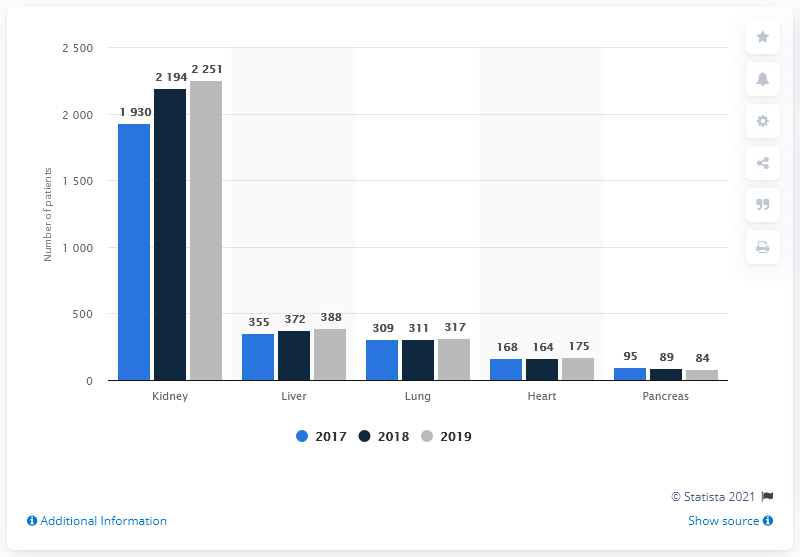 2 500
2 000
1 500
1 000
500
0
Number of patients
1 930
2 194
2 251
355
372
388
309
311
317
168
164
175
95
89
84
Kidney
Liver
Lung
Heart
Pancreas
2017
2018
2019
© Statista 2021
Additional Information
Show source